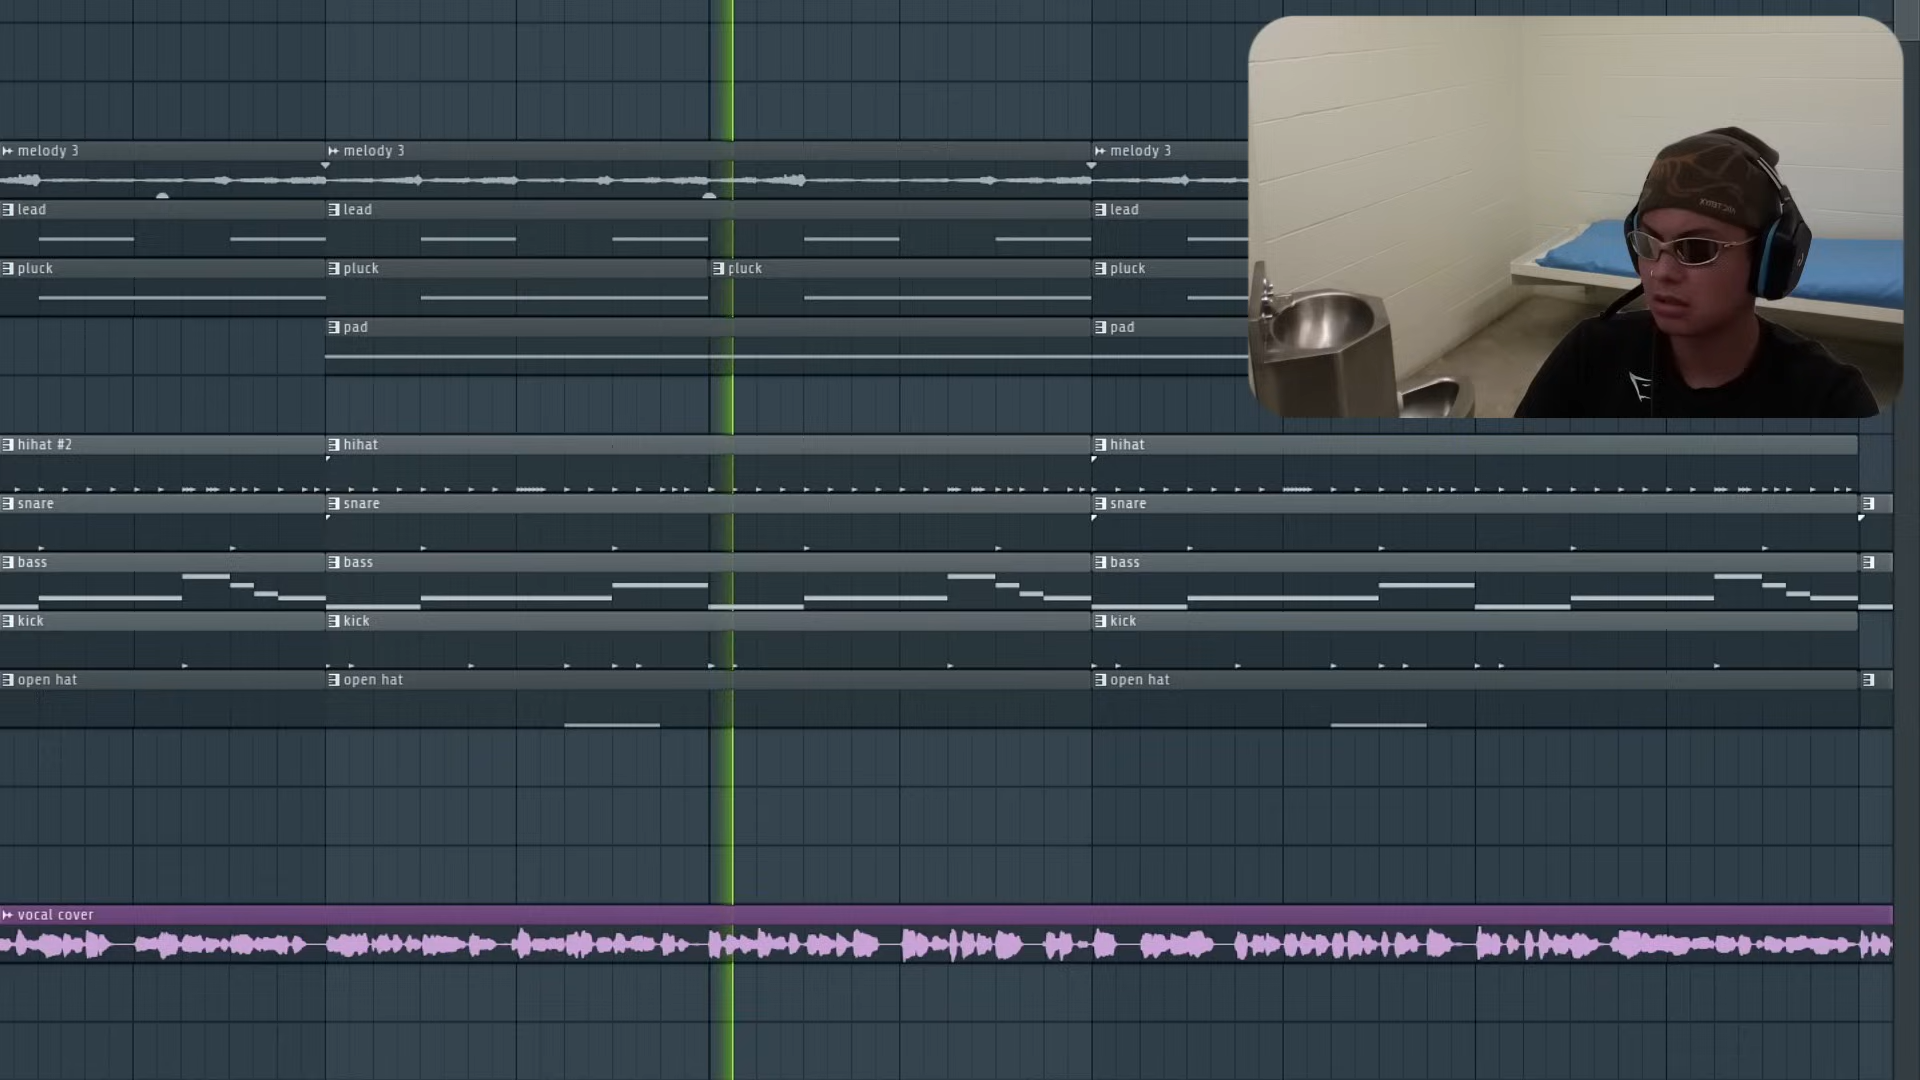 melody 3 melody 3 melody 3
lead lead lead
pluck pluck pluck pluck
pad pad
hihat #2 hihat hihat
snare snare snare
bass bass bass
kick kick kick
open hat open hat open hat
vocal cover